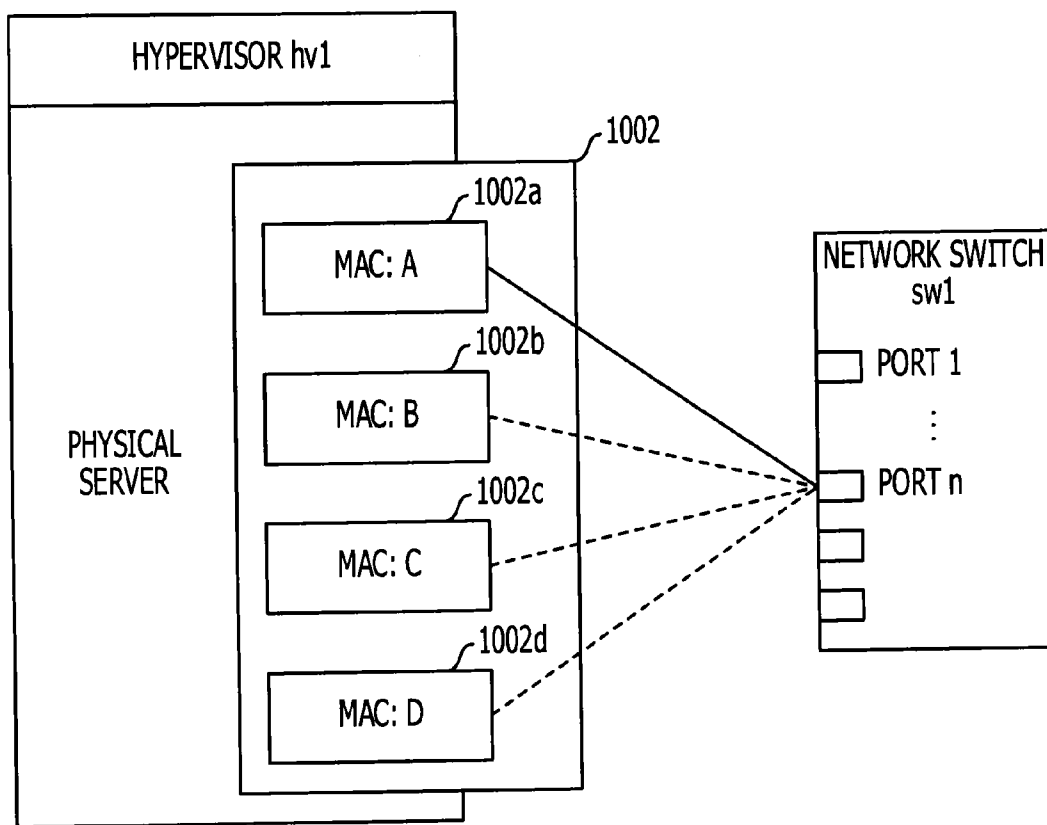 HYPERVISOR hv1
1002
1002a
MAC: A
1002b
MAC: B
1002c
MAC: C
1002d
MAC: D
PHYSICAL
SERVER
NETWORK SWITCH
sw1
PORT 1
⋮
PORT n